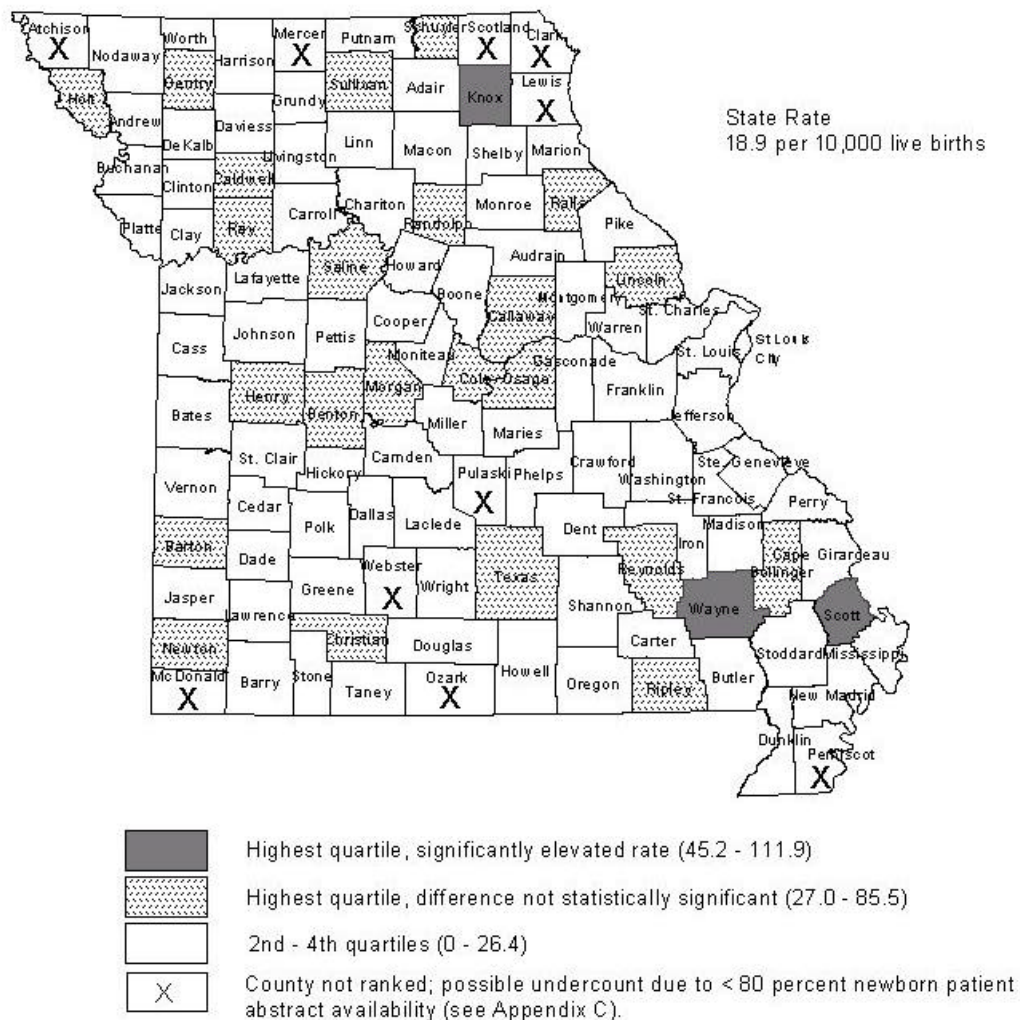 Atchison
X
Nodaway
Worth
Harrison
Mercer
X
Putnam
Schuyler
Scotland
X
Clark
X
Holt
Gentry
Sullivan
Adair
Knox
Lewis
X
Andrew
DeKalb
Daviess
Grundy
Linn
Macon
Shelby
Marion
Buchanan
Clinton
Caldwell
Livingston
Chariton
Randolph
Monroe
Ralls
Platte
Clay
Ray
Carroll
Pike
Jackson
Lafayette
Saline
Howard
Boone
Audrain
Callaway
Montgomery
Lincoln
Warren
St. Charles
St. Louis
St Louis
City
Cass
Johnson
Pettis
Cooper
Moniteau
Morgan
Cole
Osage
Gasconade
Franklin
Jefferson
Bates
Henry
Benton
Miller
Maries
St. Clair
Hickory
Camden
Pulaski
X
Phelps
Crawford
Washington
Ste. Genevieve
St. Francois
Perry
Vernon
Cedar
Polk
Dallas
Laclede
Dent
Iron
Madison
Cape Girardeau
Bollinger
Barton
Dade
Greene
Webster
X
Wright
Texas
Reynolds
Wayne
Scott
Jasper
Lawrence
Christian
Douglas
Shannon
Carter
Stoddard
Mississippi
Newton
McDonald
X
Barry
Stone
Taney
Ozark
X
Howell
Oregon
Ripley
Butler
New Madrid
Dunklin
Pemiscot
X
State Rate
18.9 per 10,000 live births
Highest quartile, significantly elevated rate (45.2 - 111.9)
Highest quartile, difference not statistically significant (27.0 - 85.5)
2nd - 4th quartiles (0 - 26.4)
X
County not ranked; possible undercount due to < 80 percent newborn patient
abstract availability (see Appendix C).